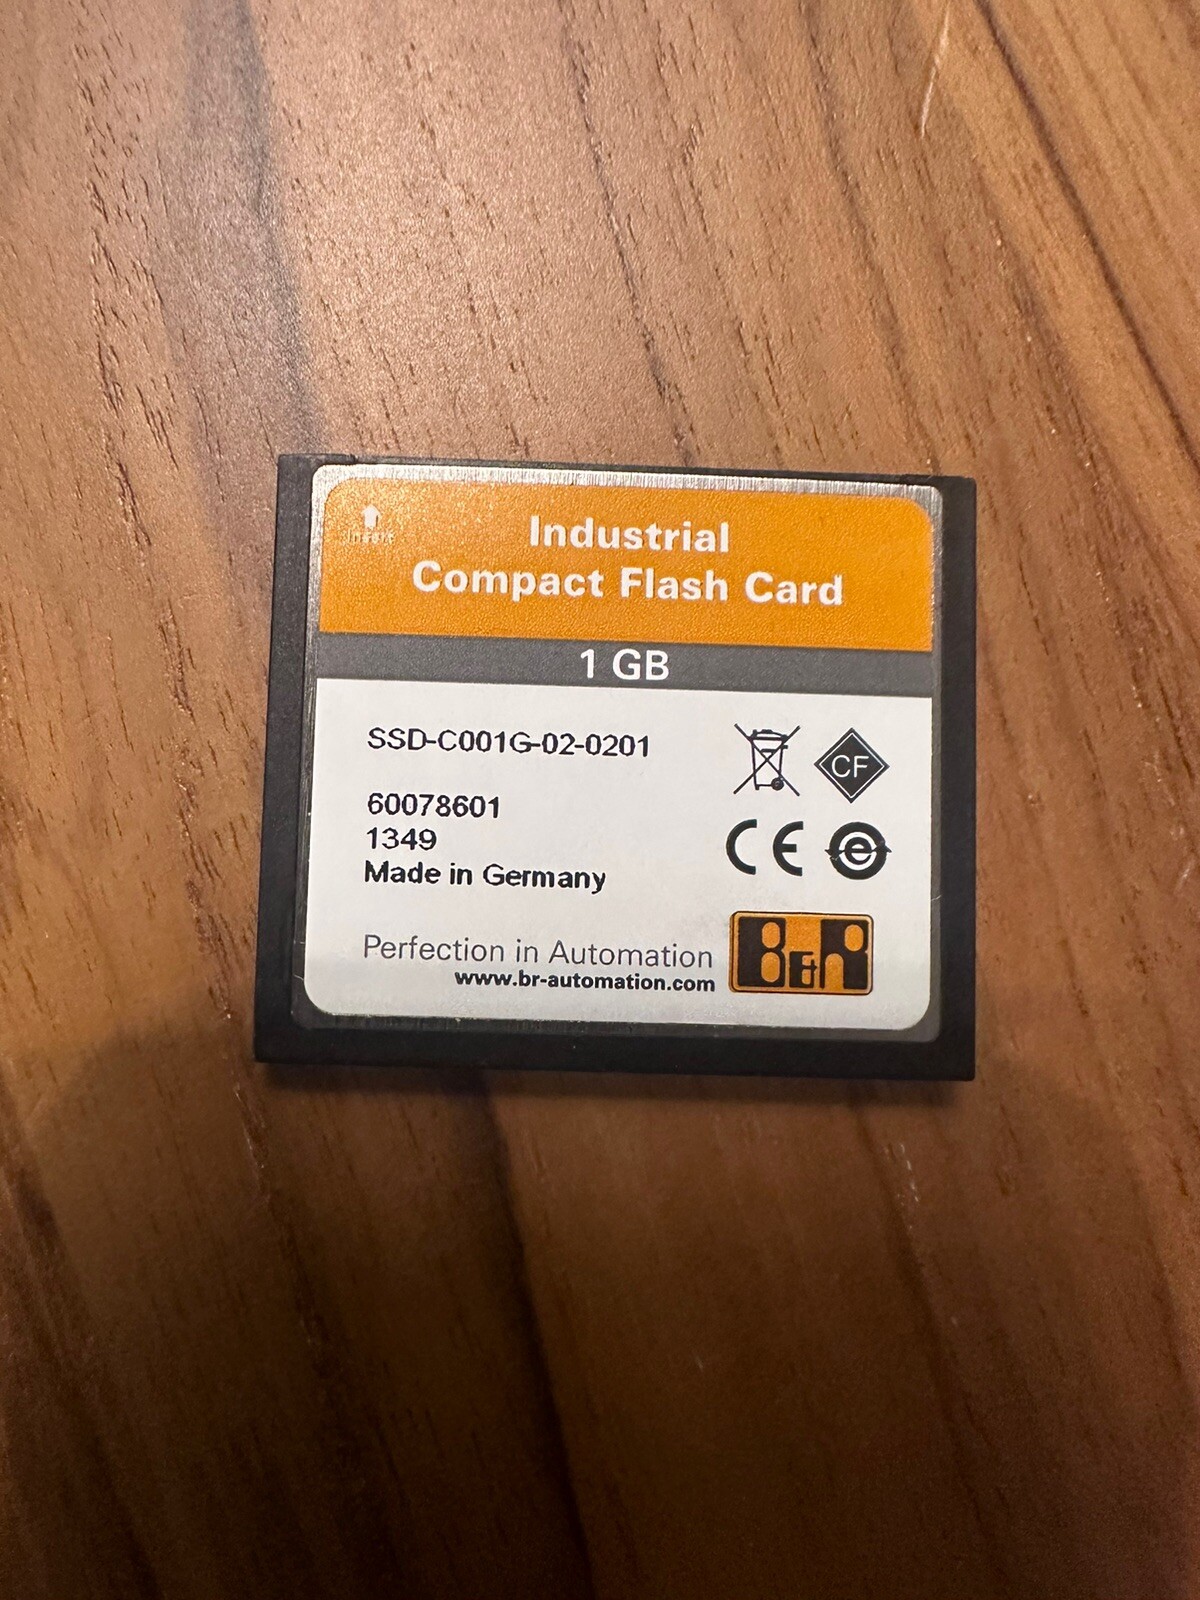 Insert
Industrial
Compact Flash Card
1 GB
SSD-C001G-02-0201
CF
60078601
1349
Made in Germany
CE
e
Perfection in Automation
www.br-automation.com
B&R